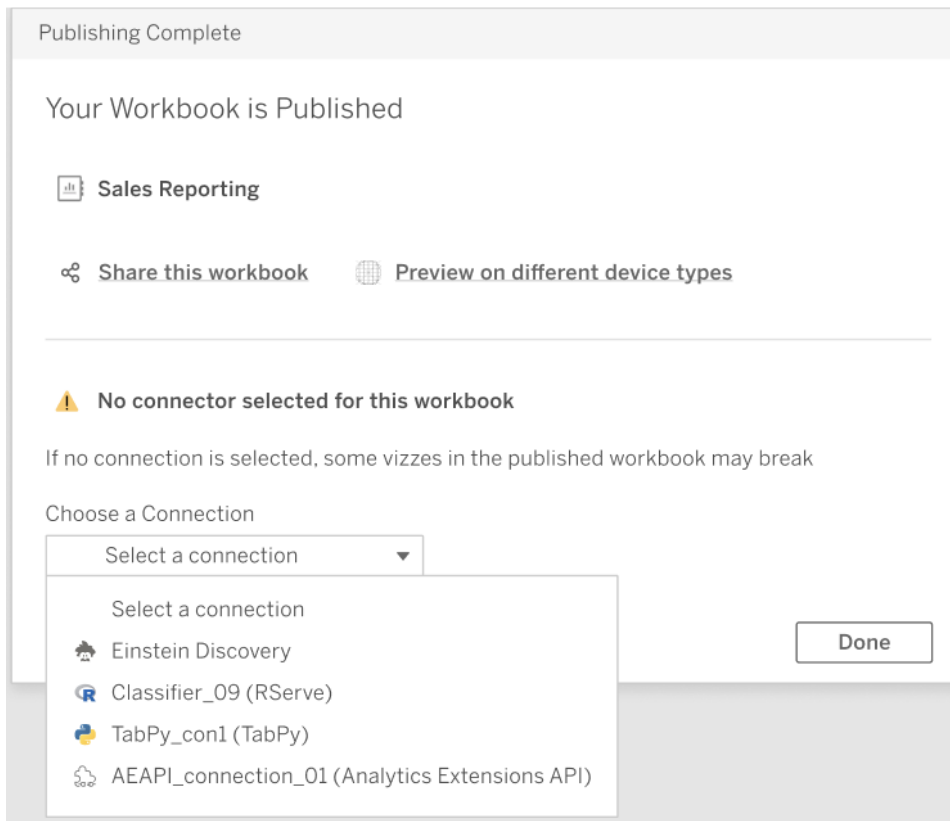 Publishing Complete
Your Workbook is Published
Sales Reporting
Share this workbook Preview on different device types
No connector selected for this workbook
If no connection is selected, some vizzes in the published workbook may break
Choose a Connection
Select a connection
Select a connection
Einstein Discovery
Done
Classifier_09 (RServe)
TabPy_con1 (TabPy)
AEAPI_connection_01 (Analytics Extensions API)